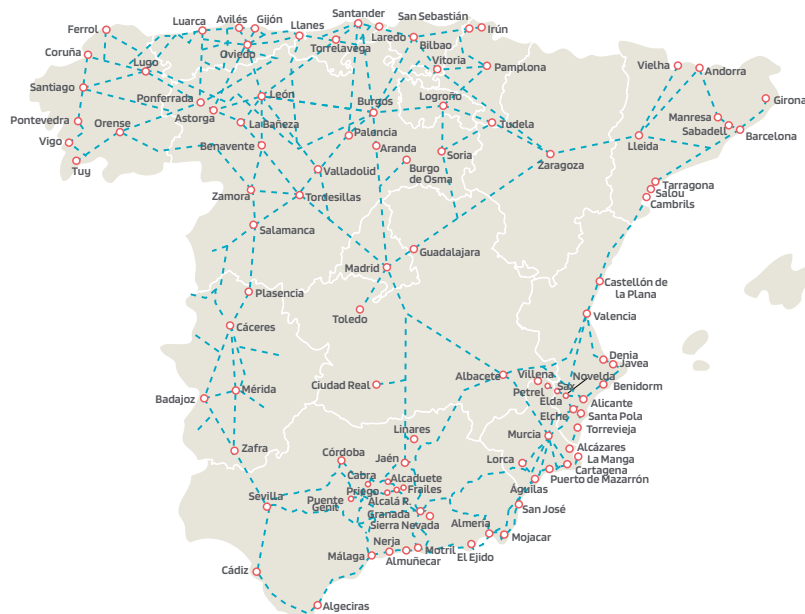 Ferrol
Luarca
Avilés
Gijón
Llanes
Santander
San Sebastián
Irún
Coruña
Lugo
Oviedo
Torrelavega
Laredo
Bilbao
Vitoria
Pamplona
Vielha
Andorra
Girona
Santiago
Ponferrada
León
Logroño
Burgos
Manresa
Sabadell
Barcelona
Pontevedra
Orense
Astorga
La Bañeza
Palencia
Tudela
Lleida
Vigo
Benavente
Aranda
Soria
Zaragoza
Tuy
Valladolid
Burgo
de Osma
Zamora
Tordesillas
Tarragona
Salou
Cambrils
Salamanca
Guadalajara
Madrid
Castellón de
la Plana
Plasencia
Toledo
Valencia
Cáceres
Denia
Javea
Ciudad Real
Albacete
Villena
Novelda
Sax
Petrel
Elda
Benidorm
Badajoz
Mérida
Alicante
Elche
Santa Pola
Torrevieja
Linares
Murcia
Zafra
Córdoba
Jaén
Lorca
Alcázares
La Manga
Cartagena
Puerto de Mazarrón
Cabra
Alcaduete
Priego
Frailes
Águilas
Sevilla
Puente
Genil
Alcalá R.
Granada
Sierra Nevada
Almería
San José
Mojacar
Nerja
Motril
El Ejido
Málaga
Almuñecar
Cádiz
Algeciras